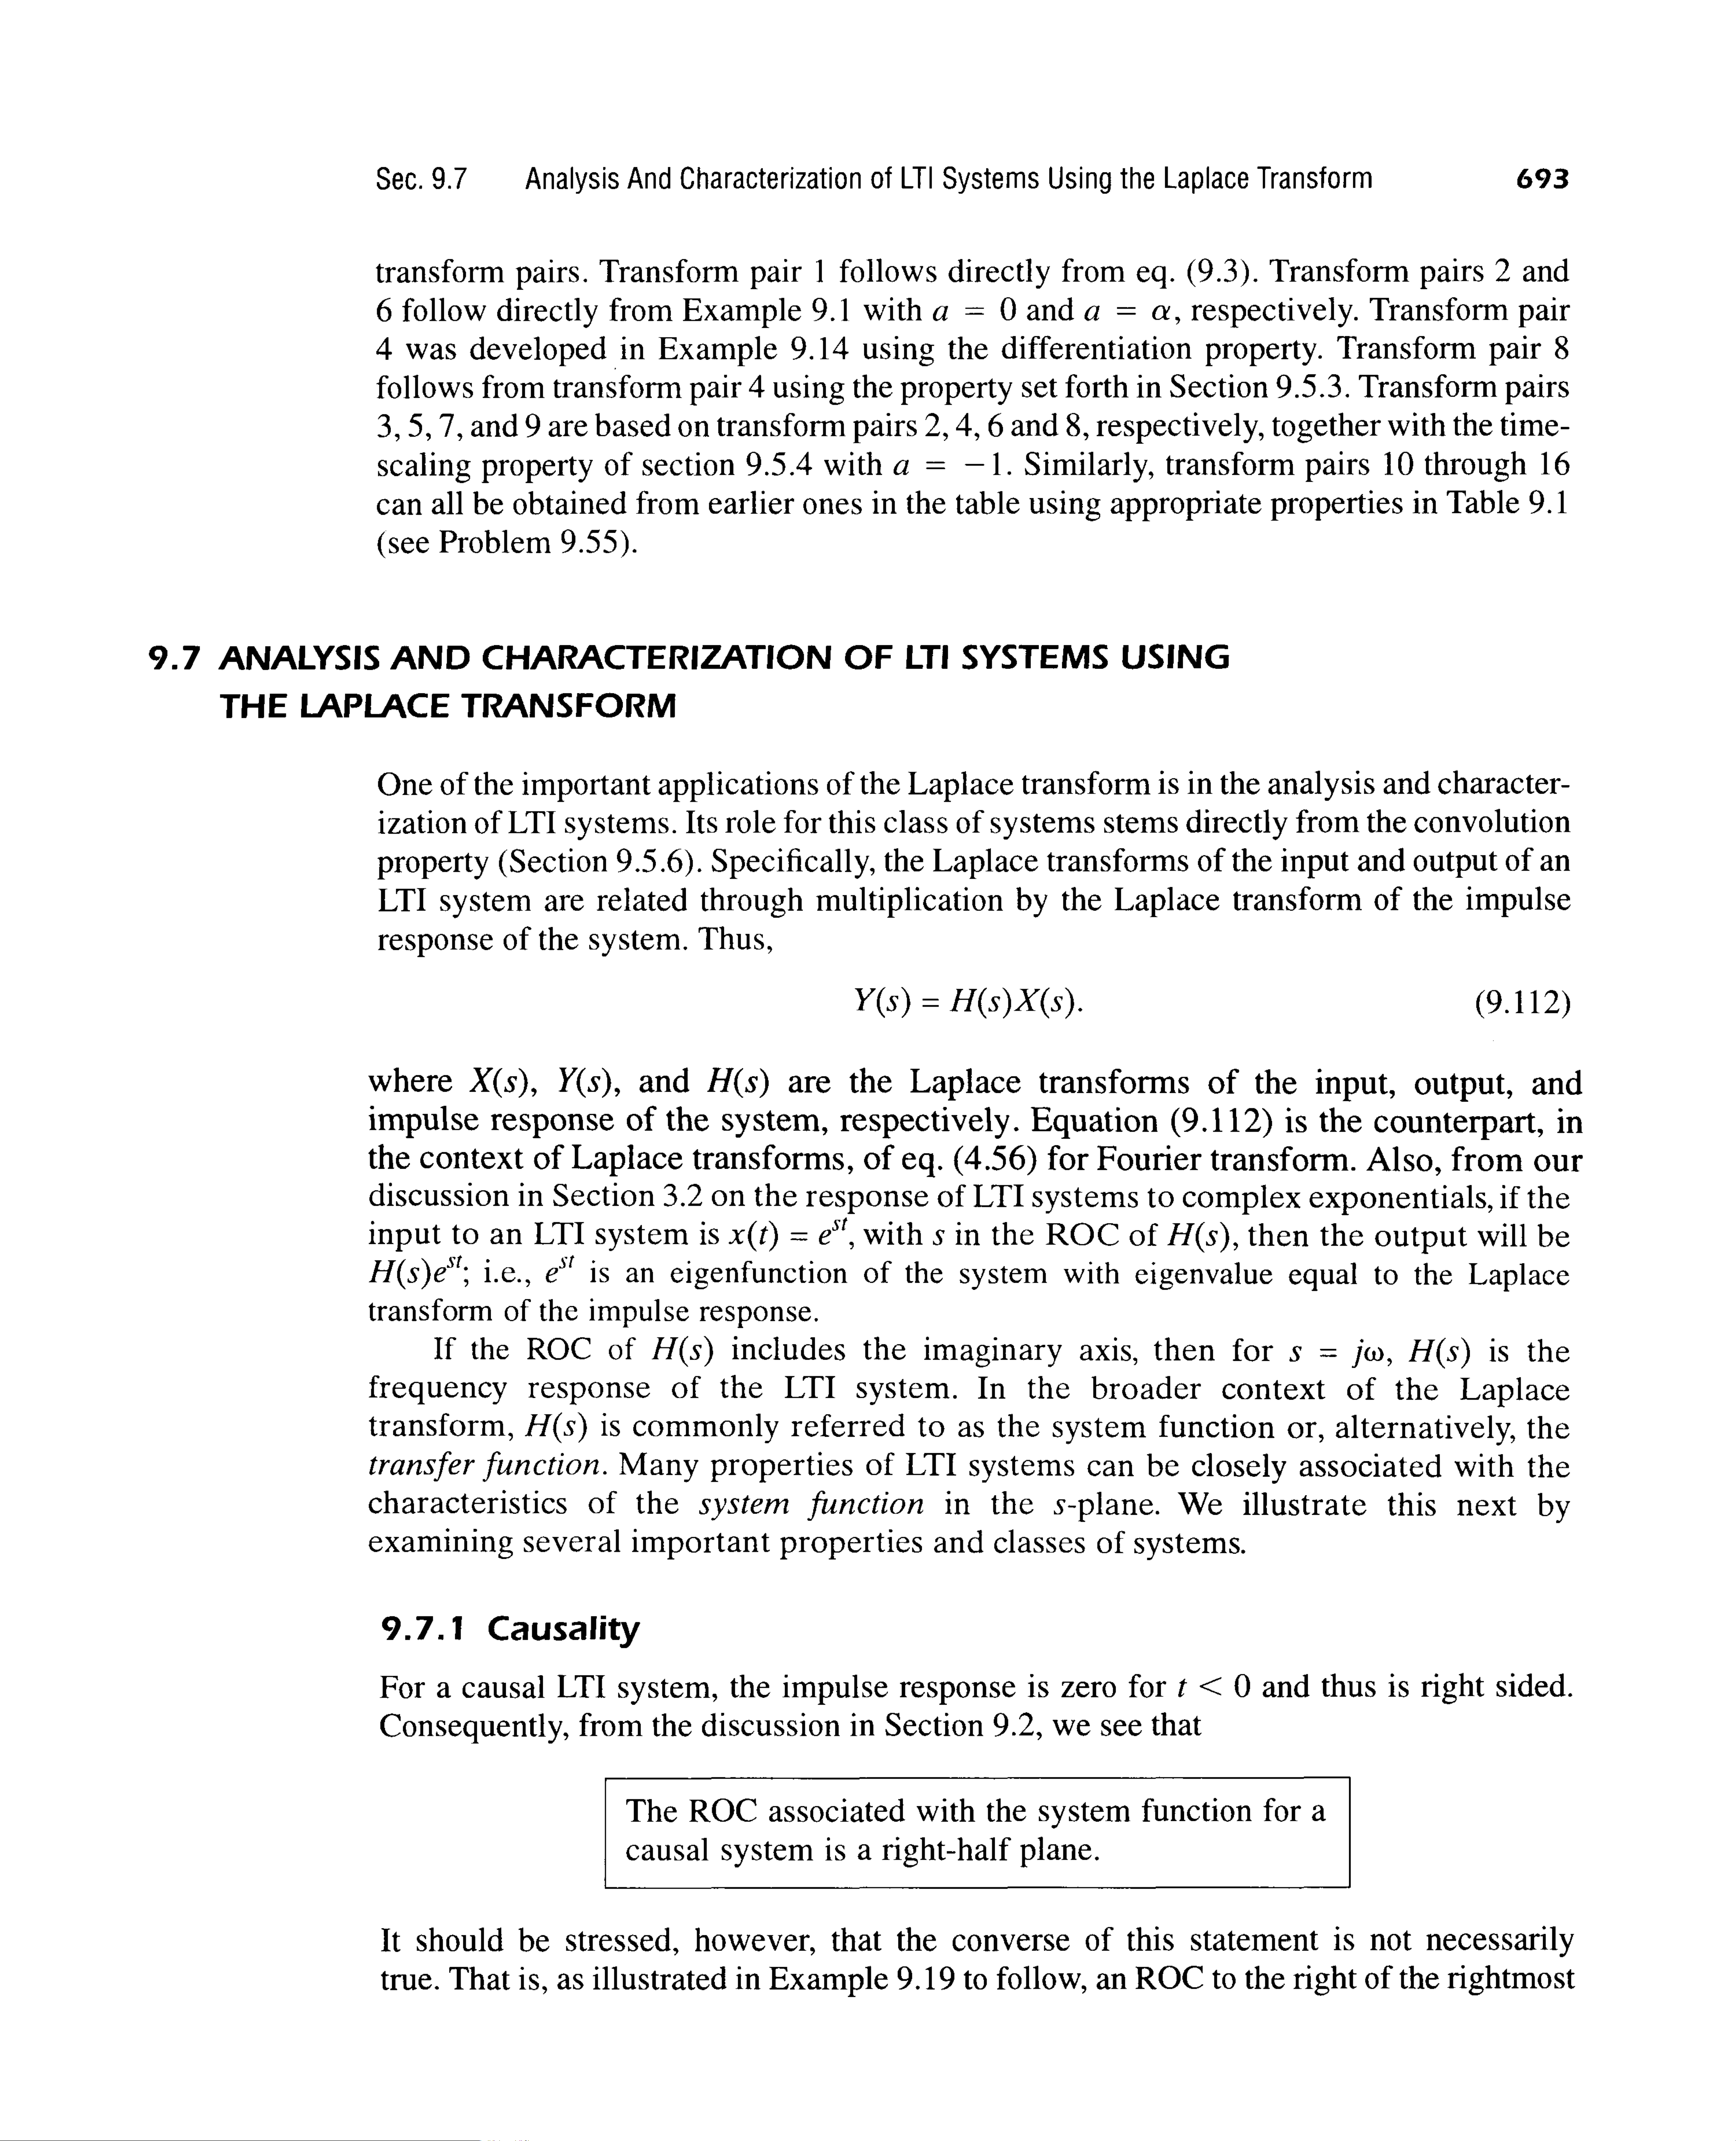 Sec. 9.7 Analysis And Characterization of LTI Systems Using the Laplace Transform 693
transform pairs. Transform pair 1 follows directly from eq. (9.3). Transform pairs 2 and
6 follow directly from Example 9.1 with a = 0 and a = α, respectively. Transform pair
4 was developed in Example 9.14 using the differentiation property. Transform pair 8
follows from transform pair 4 using the property set forth in Section 9.5.3. Transform pairs
3, 5, 7, and 9 are based on transform pairs 2, 4, 6 and 8, respectively, together with the time-
scaling property of section 9.5.4 with a = −1. Similarly, transform pairs 10 through 16
can all be obtained from earlier ones in the table using appropriate properties in Table 9.1
(see Problem 9.55).
9.7 ANALYSIS AND CHARACTERIZATION OF LTI SYSTEMS USING
THE LAPLACE TRANSFORM
One of the important applications of the Laplace transform is in the analysis and character-
ization of LTI systems. Its role for this class of systems stems directly from the convolution
property (Section 9.5.6). Specifically, the Laplace transforms of the input and output of an
LTI system are related through multiplication by the Laplace transform of the impulse
response of the system. Thus,
Y(s) = H(s)X(s). (9.112)
where X(s), Y(s), and H(s) are the Laplace transforms of the input, output, and
impulse response of the system, respectively. Equation (9.112) is the counterpart, in
the context of Laplace transforms, of eq. (4.56) for Fourier transform. Also, from our
discussion in Section 3.2 on the response of LTI systems to complex exponentials, if the
input to an LTI system is x(t) = e^{st}, with s in the ROC of H(s), then the output will be
H(s)e^{st}; i.e., e^{st} is an eigenfunction of the system with eigenvalue equal to the Laplace
transform of the impulse response.
If the ROC of H(s) includes the imaginary axis, then for s = jω, H(s) is the
frequency response of the LTI system. In the broader context of the Laplace
transform, H(s) is commonly referred to as the system function or, alternatively, the
transfer function. Many properties of LTI systems can be closely associated with the
characteristics of the system function in the s-plane. We illustrate this next by
examining several important properties and classes of systems.
9.7.1 Causality
For a causal LTI system, the impulse response is zero for t < 0 and thus is right sided.
Consequently, from the discussion in Section 9.2, we see that
The ROC associated with the system function for a
causal system is a right-half plane.
It should be stressed, however, that the converse of this statement is not necessarily
true. That is, as illustrated in Example 9.19 to follow, an ROC to the right of the rightmost